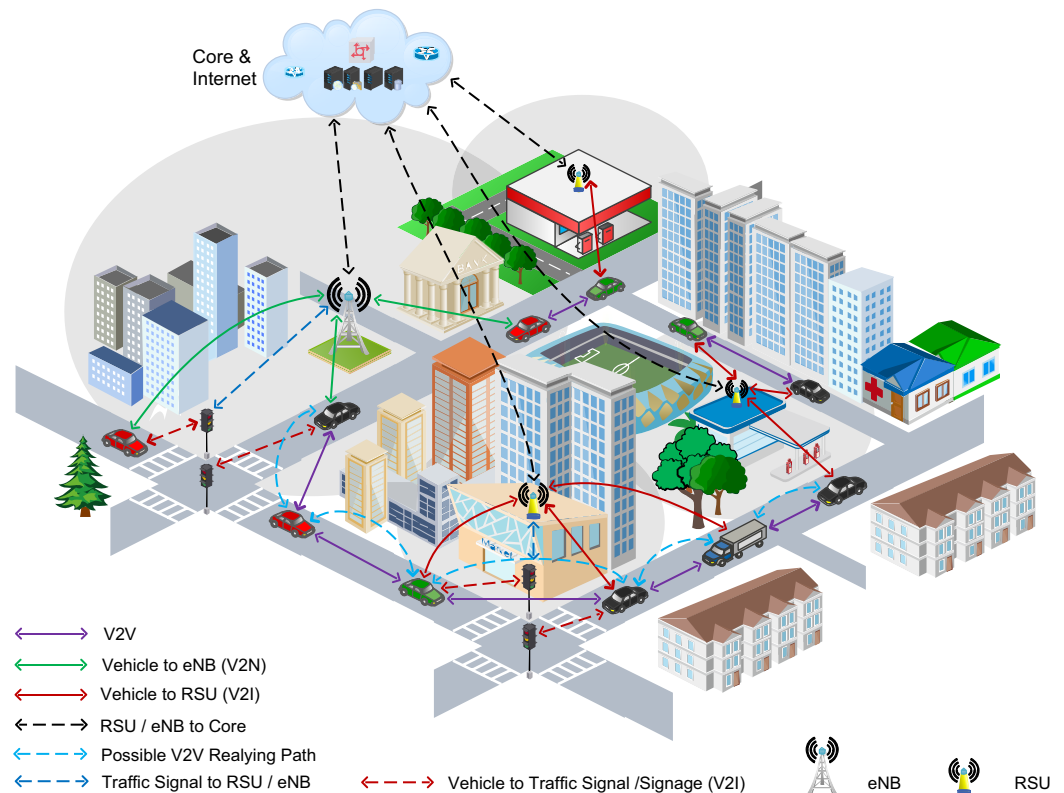 Core &
Internet
BANK
Market
V2V
Vehicle to eNB (V2N)
Vehicle to RSU (V2I)
RSU / eNB to Core
Possible V2V Realying Path
Traffic Signal to RSU / eNB
Vehicle to Traffic Signal /Signage (V2I)
eNB
RSU